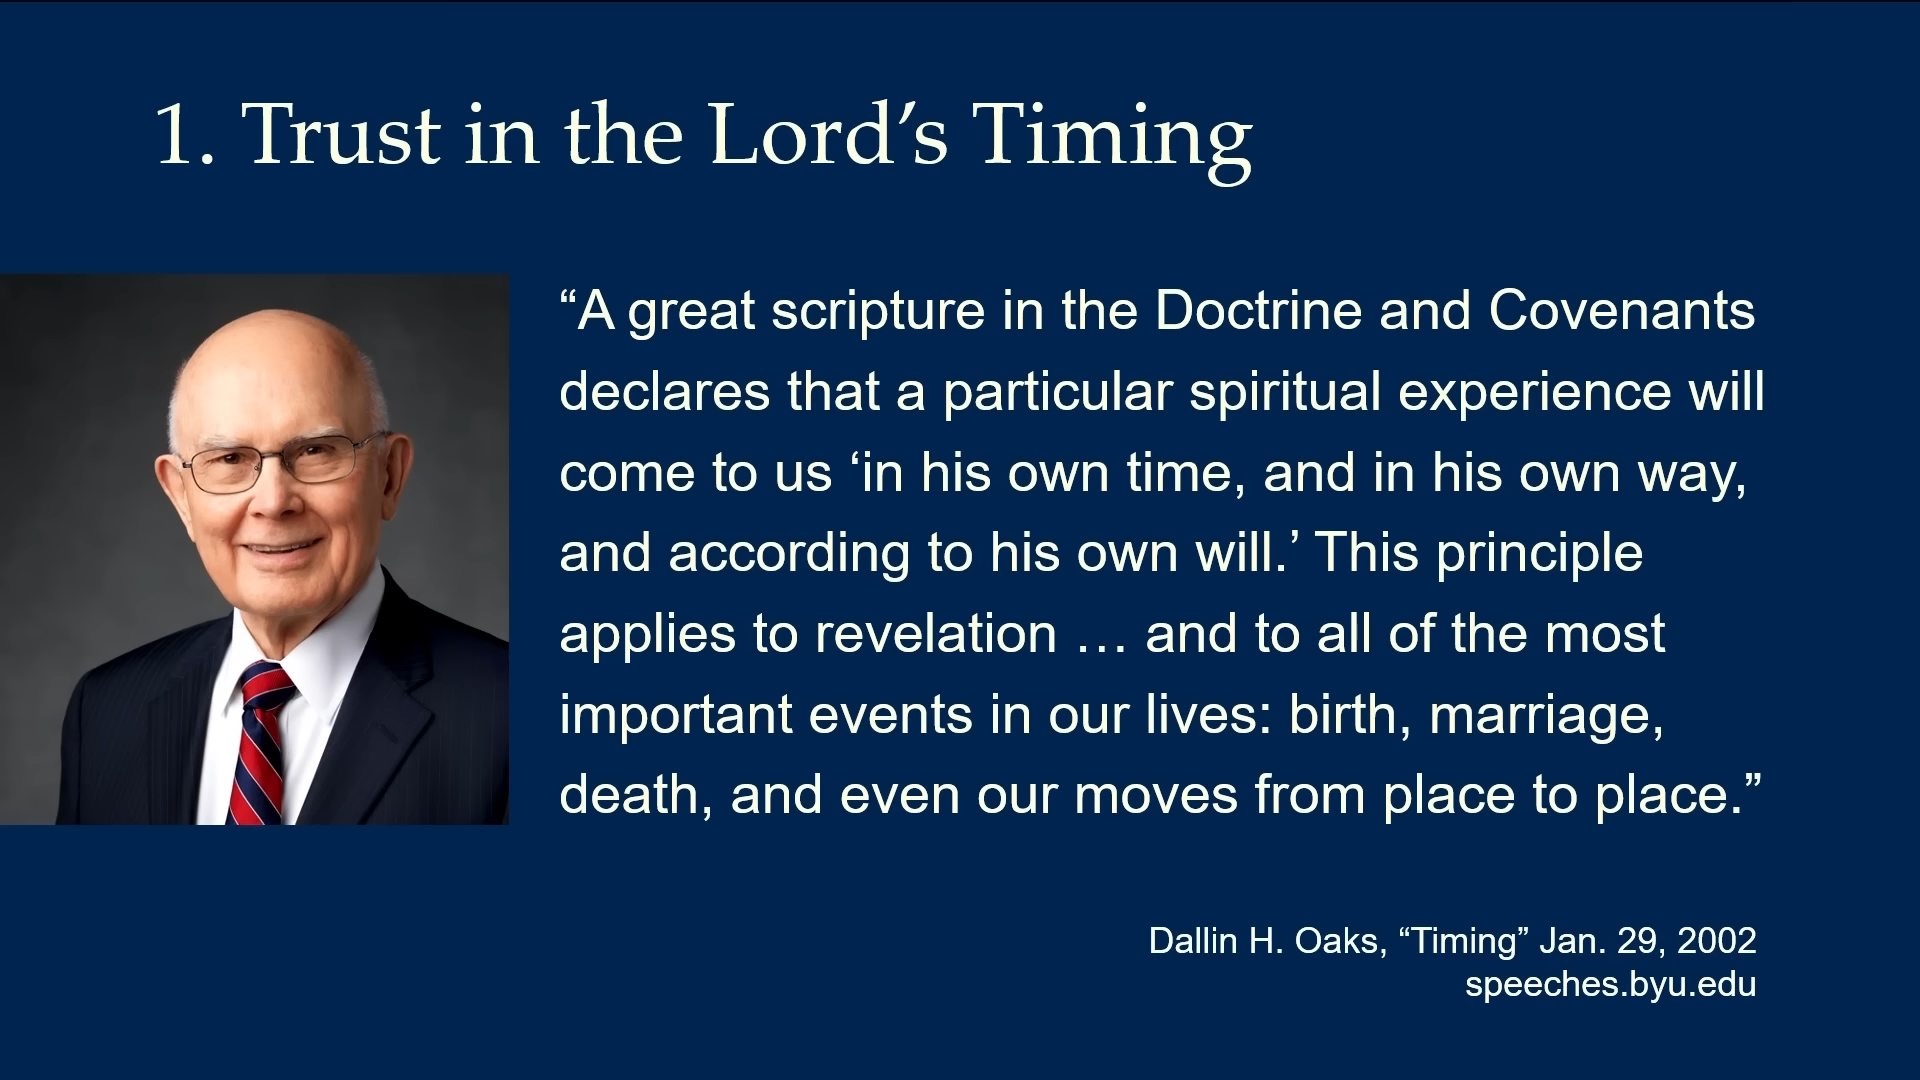 1. Trust in the Lord’s Timing
“A great scripture in the Doctrine and Covenants
declares that a particular spiritual experience will
come to us ‘in his own time, and in his own way,
and according to his own will.’ This principle
applies to revelation … and to all of the most
important events in our lives: birth, marriage,
death, and even our moves from place to place.”
Dallin H. Oaks, “Timing” Jan. 29, 2002
speeches.byu.edu